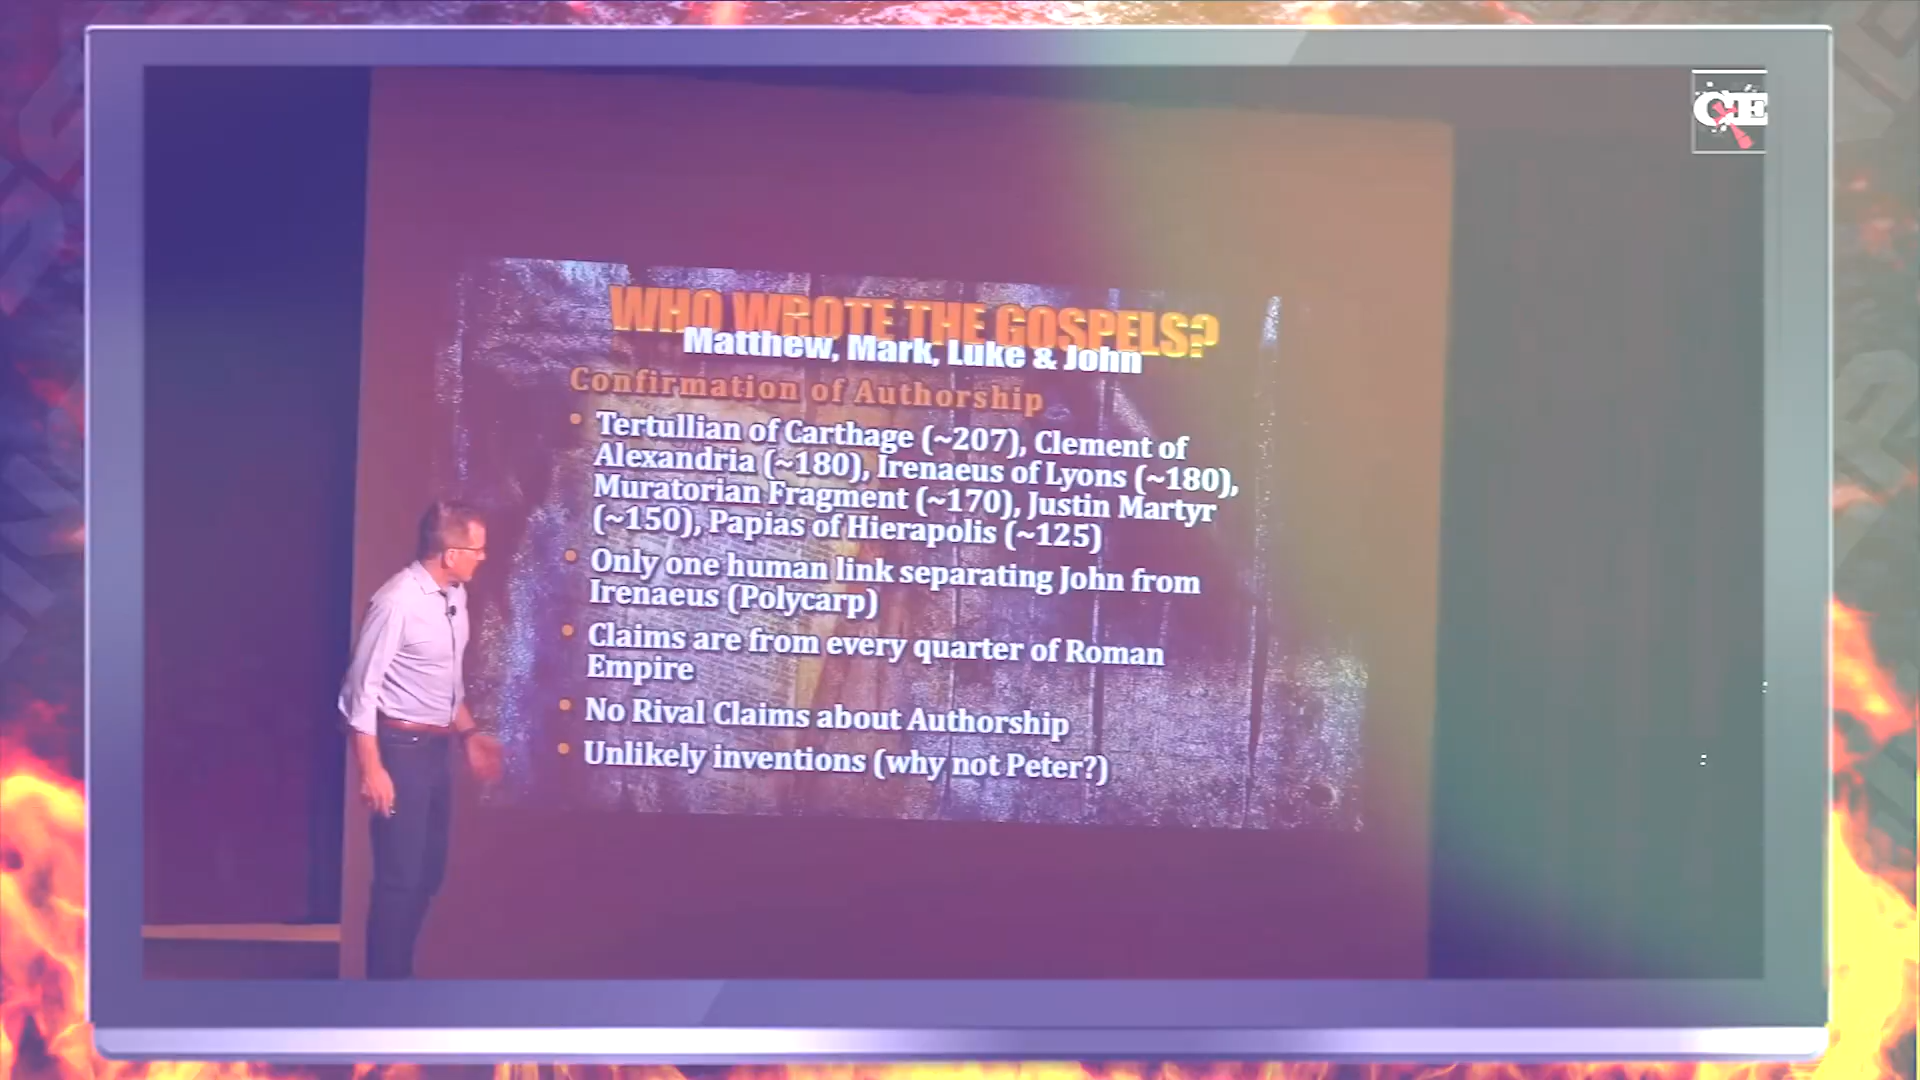 CE
WHO WROTE THE GOSPELS?
Matthew, Mark, Luke & John
Confirmation of Authorship
• Tertullian of Carthage (~207), Clement of
Alexandria (~180), Irenaeus of Lyons (~180),
Muratorian Fragment (~170), Justin Martyr
(~150), Papias of Hierapolis (~125)
• Only one human link separating John from
Irenaeus (Polycarp)
• Claims are from every quarter of Roman
Empire
• No Rival Claims about Authorship
• Unlikely inventions (why not Peter?)